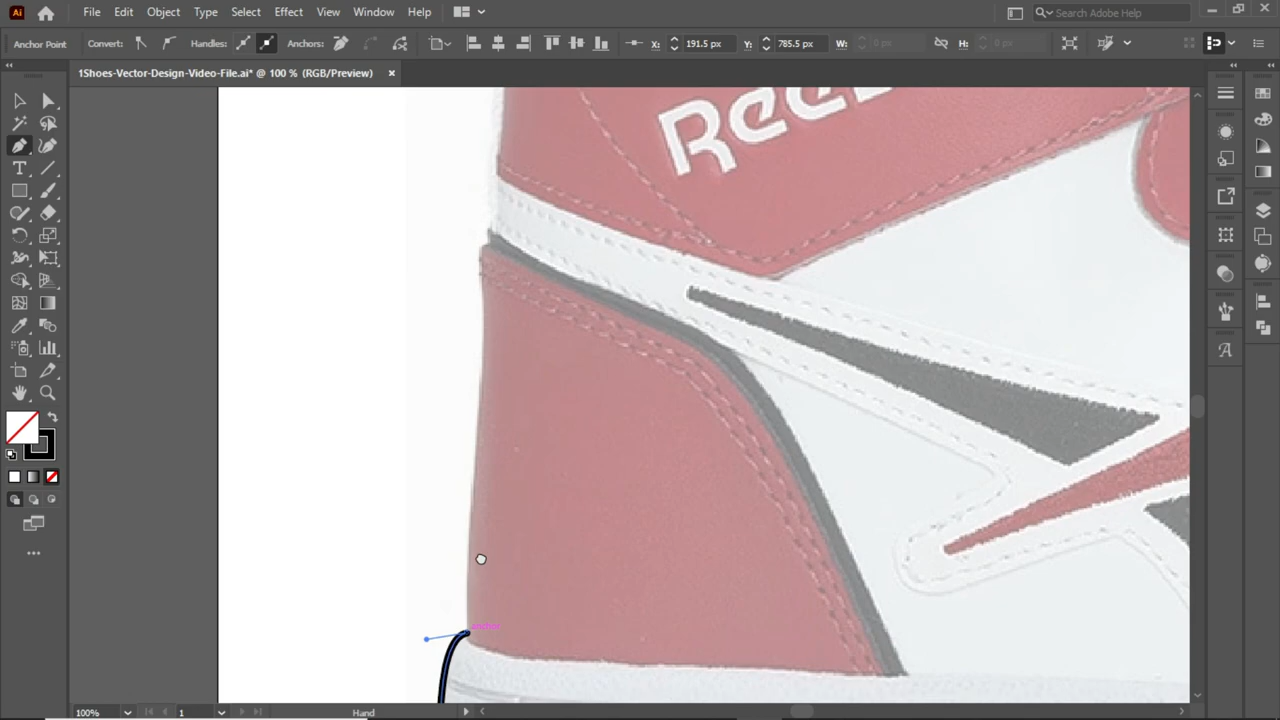 Ai File Edit Object Type Select Effect View Window Help Search Adobe Help
Anchor Point Convert: Handles: Anchors: X: 191.5 px Y: 785.5 px W: 0 px H: 0 px
1Shoes-Vector-Design-Video-File.ai* @ 100 % (RGB/Preview)
anchor
100% 1 Hand